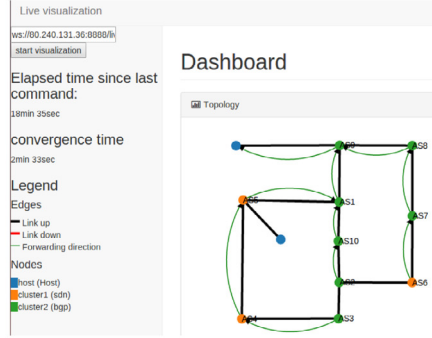 Live visualization
ws://80.240.131.36:8888/liv
start visualization
Elapsed time since last
command:
18min 35sec
convergence time
2min 33sec
Legend
Edges
Link up
Link down
Forwarding direction
Nodes
host (Host)
cluster1 (sdn)
cluster2 (bgp)
Dashboard
Topology
AS9
AS8
AS5
AS1
AS7
AS10
AS2
AS6
AS4
AS3